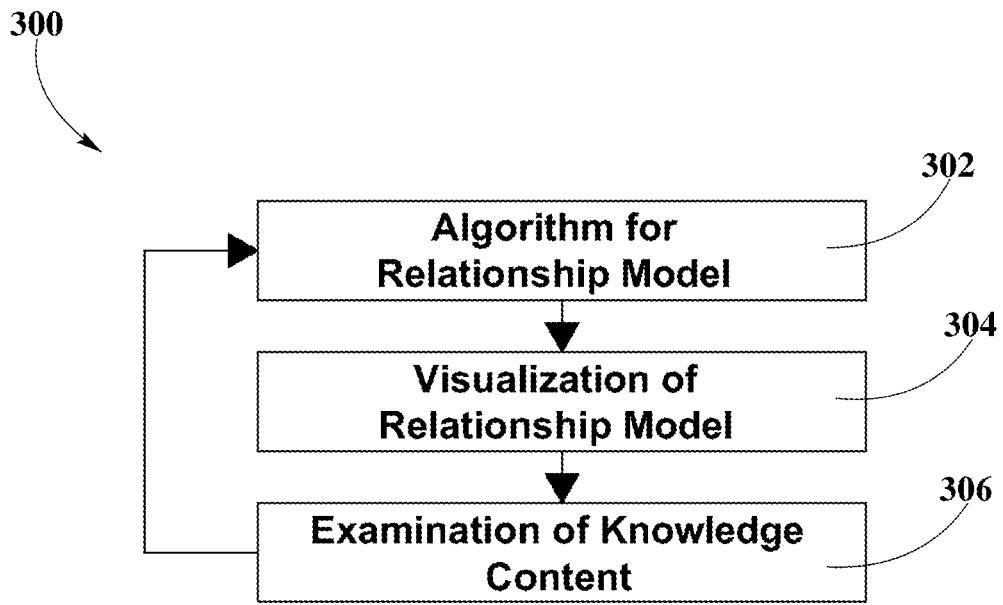 300
302
Algorithm for
Relationship Model
304
Visualization of
Relationship Model
306
Examination of Knowledge
Content